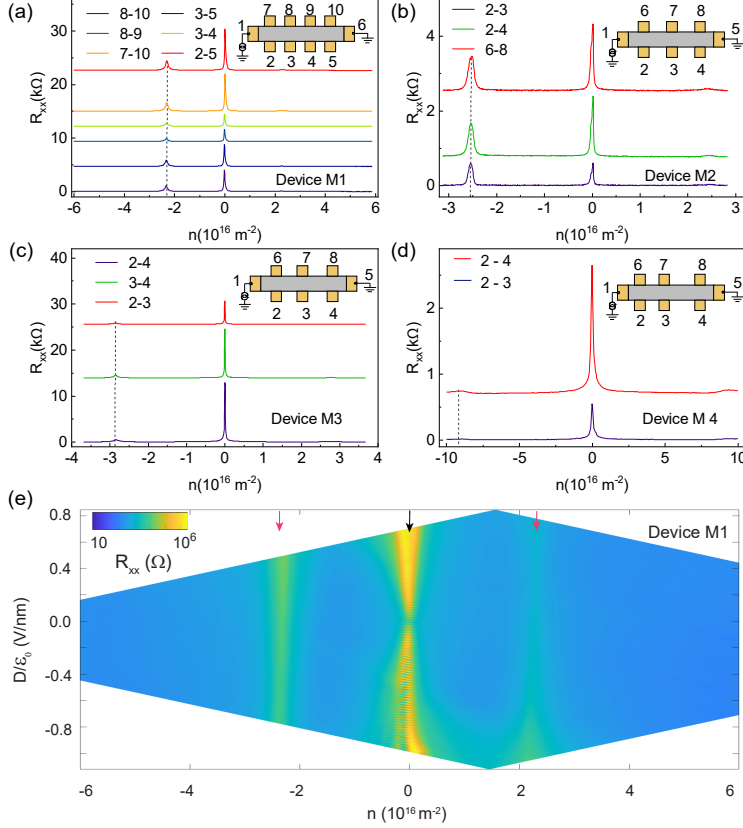 (a)
35
30
20
10
0
R_xx(kΩ)
8-10 3-5
8-9 3-4
7-10 2-5
7 8 9 10
1 6
2 3 4 5
Device M1
-6 -4 -2 0 2 4 6
n(10^16 m^-2)
(b)
4
2
0
R_xx(kΩ)
2-3
2-4
6-8
6 7 8
1 5
2 3 4
Device M2
-3 -2 -1 0 1 2 3
n(10^16 m^-2)
(c)
40
30
20
10
0
R_xx(kΩ)
2-4
3-4
2-3
6 7 8
1 5
2 3 4
Device M3
-4 -3 -2 -1 0 1 2 3 4
n(10^16 m^-2)
(d)
2
1
0
R_xx(kΩ)
2 - 4
2 - 3
6 7 8
1 5
2 3 4
Device M 4
-10 -5 0 5 10
n(10^16 m^-2)
(e)
0.8
0.4
0.0
-0.4
-0.8
D/ε_0 (V/nm)
10 10^6
R_xx (Ω)
Device M1
-6 -4 -2 0 2 4 6
n (10^16 m^-2)